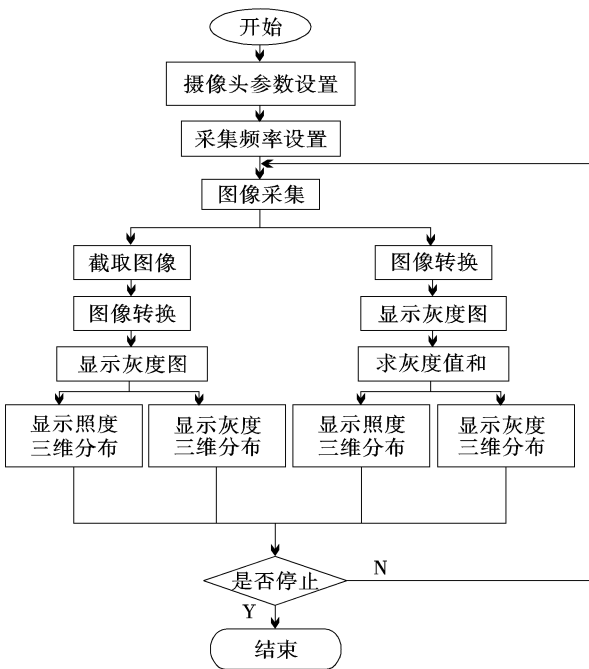 开始
摄像头参数设置
采集频率设置
图像采集
截取图像
图像转换
图像转换
显示灰度图
显示灰度图
求灰度值和
显示照度
三维分布
显示灰度
三维分布
显示照度
三维分布
显示灰度
三维分布
是否停止
N
Y
结束